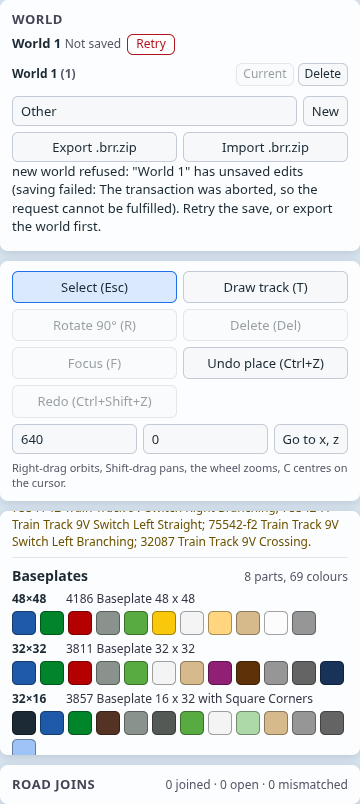 WORLD
World 1 Not saved Retry
World 1 (1) Current Delete
Other New
Export .brr.zip Import .brr.zip
new world refused: "World 1" has unsaved edits
(saving failed: The transaction was aborted, so the
request cannot be fulfilled). Retry the save, or export
the world first.
Select (Esc) Draw track (T)
Rotate 90° (R) Delete (Del)
Focus (F) Undo place (Ctrl+Z)
Redo (Ctrl+Shift+Z)
640 0 Go to x, z
Right-drag orbits, Shift-drag pans, the wheel zooms, C centres on
the cursor.
Train Track 9V Switch Left Straight; 75542-f2 Train Track 9V
Switch Left Branching; 32087 Train Track 9V Crossing.
Baseplates 8 parts, 69 colours
48×48 4186 Baseplate 48 x 48
32×32 3811 Baseplate 32 x 32
32×16 3857 Baseplate 16 x 32 with Square Corners
ROAD JOINS 0 joined · 0 open · 0 mismatched